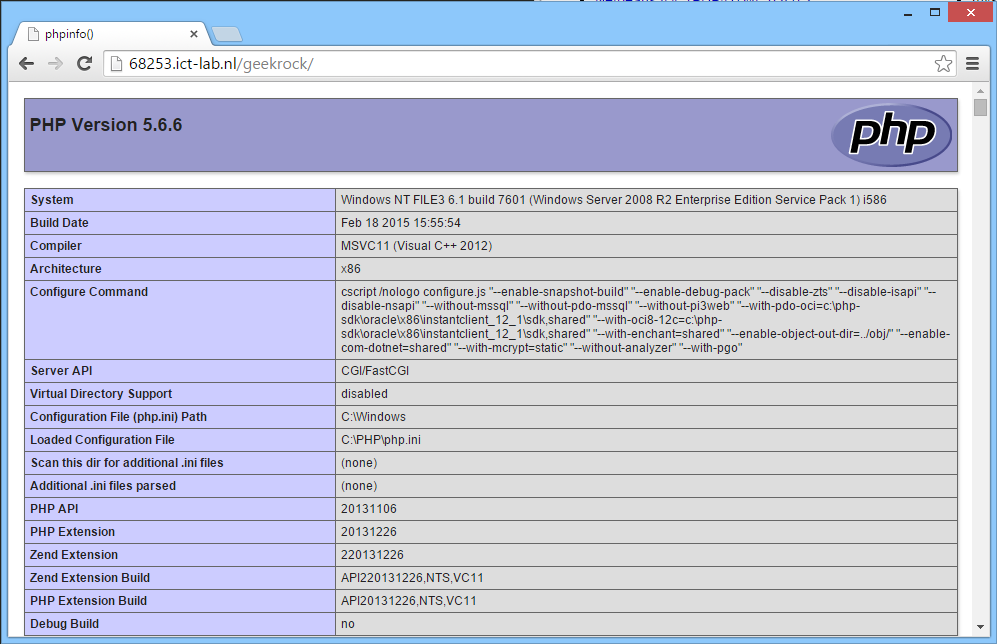 phpinfo()
68253.ict-lab.nl/geekrock/
PHP Version 5.6.6
php
System Windows NT FILE3 6.1 build 7601 (Windows Server 2008 R2 Enterprise Edition Service Pack 1) i586
Build Date Feb 18 2015 15:55:54
Compiler MSVC11 (Visual C++ 2012)
Architecture x86
Configure Command cscript /nologo configure.js "--enable-snapshot-build" "--enable-debug-pack" "--disable-zts" "--disable-isapi" "--
disable-nsapi" "--without-mssql" "--without-pdo-mssql" "--without-pi3web" "--with-pdo-oci=c:\php-
sdk\oracle\x86\instantclient_12_1\sdk,shared" "--with-oci8-12c=c:\php-
sdk\oracle\x86\instantclient_12_1\sdk,shared" "--with-enchant=shared" "--enable-object-out-dir=../obj/" "--enable-
com-dotnet=shared" "--with-mcrypt=static" "--without-analyzer" "--with-pgo"
Server API CGI/FastCGI
Virtual Directory Support disabled
Configuration File (php.ini) Path C:\Windows
Loaded Configuration File C:\PHP\php.ini
Scan this dir for additional .ini files (none)
Additional .ini files parsed (none)
PHP API 20131106
PHP Extension 20131226
Zend Extension 220131226
Zend Extension Build API220131226,NTS,VC11
PHP Extension Build API20131226,NTS,VC11
Debug Build no